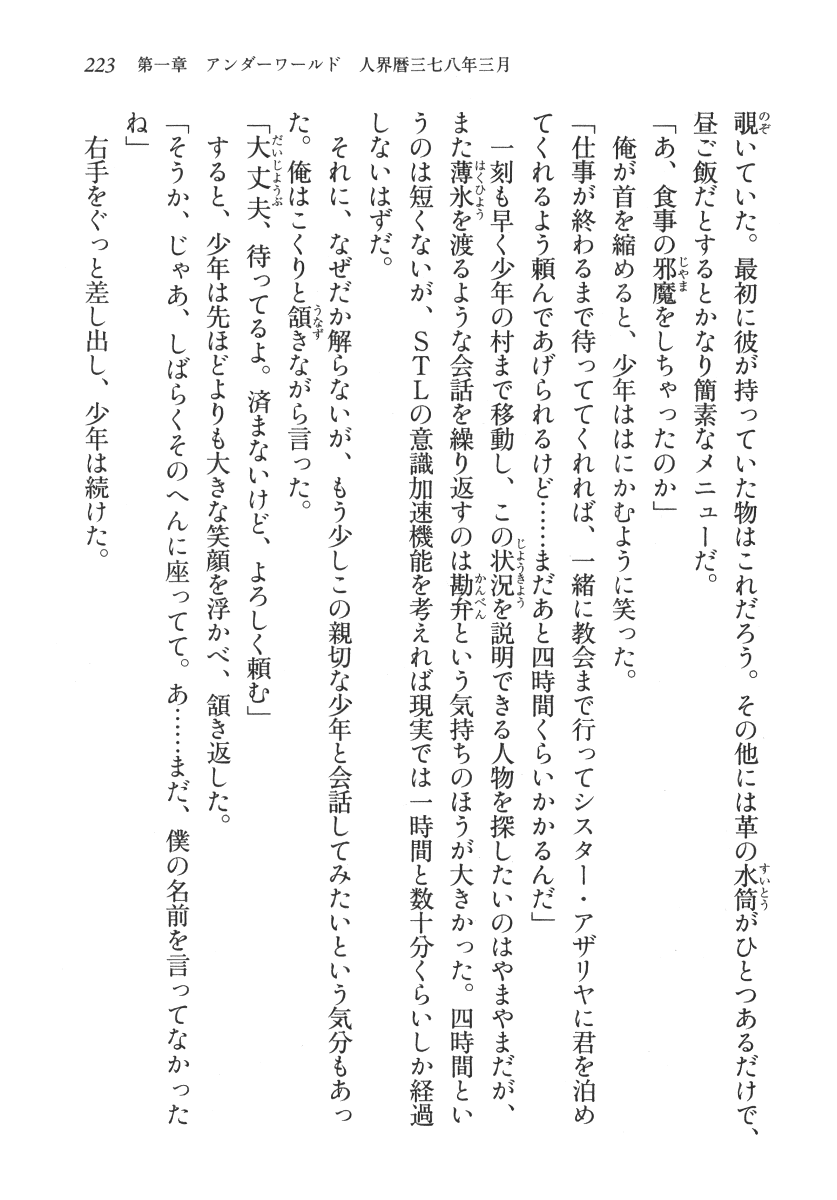 223 第一章 アンダーワールド 人界暦三七八年三月
覗いていた。最初に彼が持っていた物はこれだろう。その他には革の水筒がひとつあるだけで、
昼ご飯だとするとかなり簡素なメニューだ。
「あ、食事の邪魔をしちゃったのか」
俺が首を縮めると、少年ははにかむように笑った。
「仕事が終わるまで待っててくれれば、一緒に教会まで行ってシスター・アザリヤに君を泊め
てくれるよう頼んであげられるけど……まだあと四時間くらいかかるんだ」
一刻も早く少年の村まで移動し、この状況を説明できる人物を探したいのはやまやまだが、
また薄氷を渡るような会話を繰り返すのは勘弁という気持ちのほうが大きかった。四時間とい
うのは短くないが、STLの意識加速機能を考えれば現実では一時間と数十分くらいしか経過
しないはずだ。
それに、なぜだか解らないが、もう少しこの親切な少年と会話してみたいという気分もあっ
た。俺はこくりと頷きながら言った。
「大丈夫、待ってるよ。済まないけど、よろしく頼む」
すると、少年は先ほどよりも大きな笑顔を浮かべ、頷き返した。
「そうか、じゃあ、しばらくそのへんに座ってて。あ……まだ、僕の名前を言ってなかった
ね」
右手をぐっと差し出し、少年は続けた。